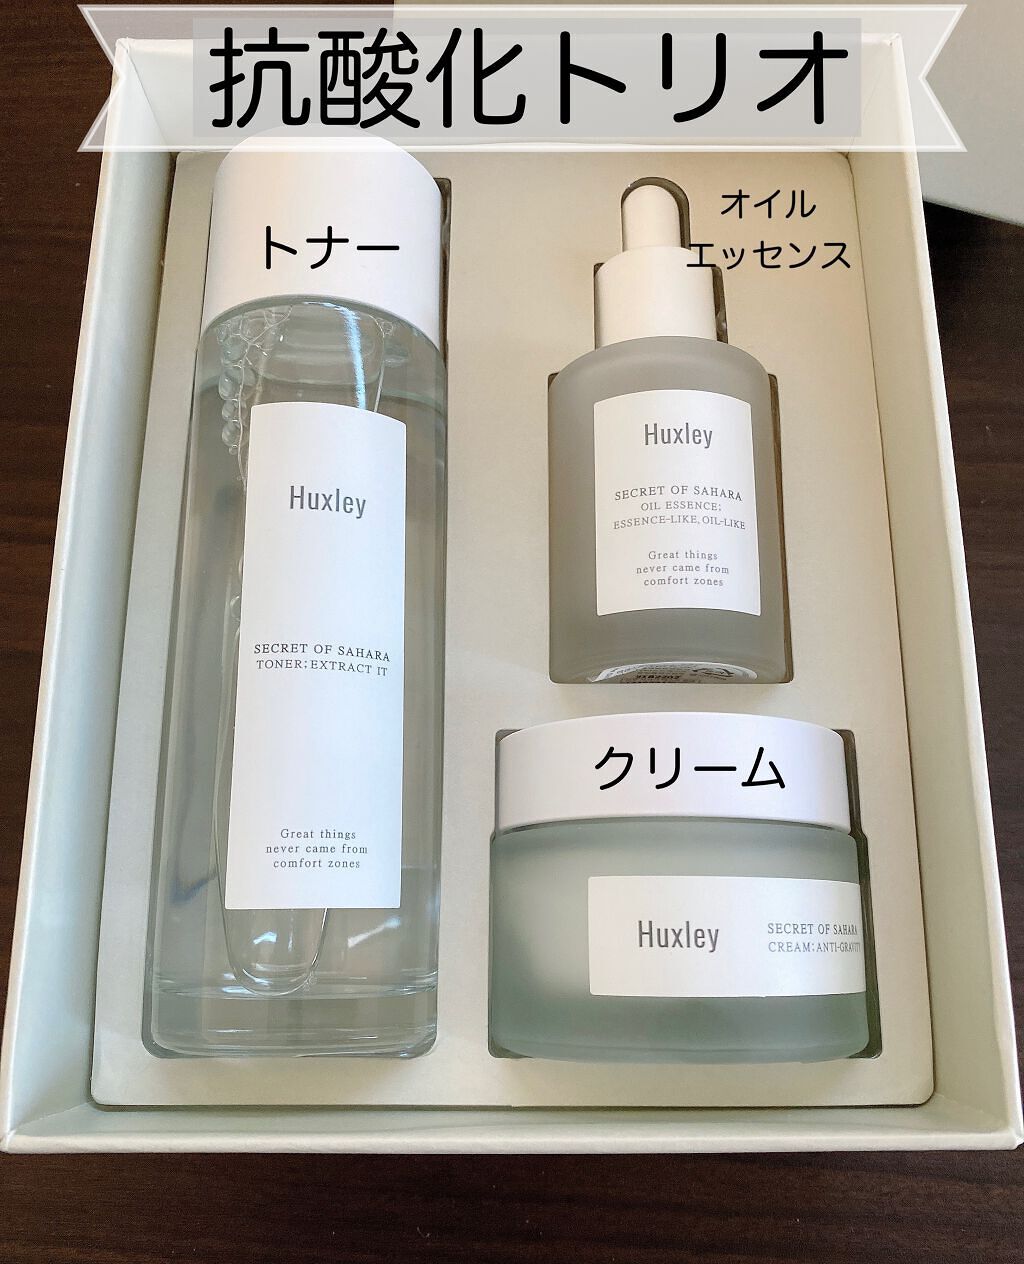 抗酸化トリオ
トナー
オイル
エッセンス
Huxley
SECRET OF SAHARA
TONER;EXTRACT IT
Great things
never came from
comfort zones
Huxley
SECRET OF SAHARA
OIL ESSENCE;
ESSENCE-LIKE, OIL-LIKE
Great things
never came from
comfort zones
クリーム
Huxley
SECRET OF SAHARA
CREAM;ANTI-GRAVITY